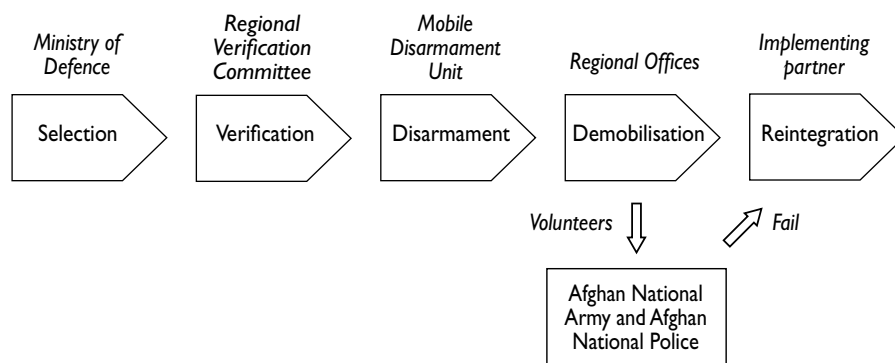 Ministry of
Defence
Regional
Verification
Committee
Mobile
Disarmament
Unit
Regional Offices
Implementing
partner
Selection
Verification
Disarmament
Demobilisation
Reintegration
Volunteers
Fail
Afghan National
Army and Afghan
National Police